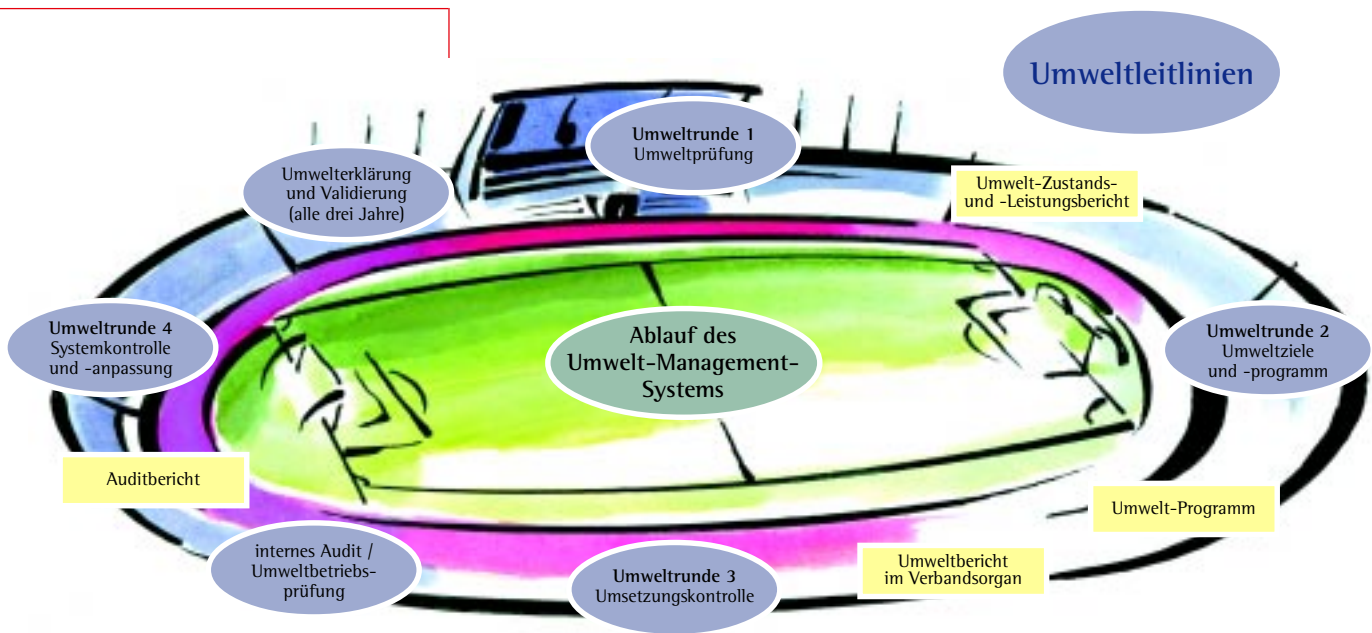 Umweltleitlinien
Umweltrunde 1
Umweltprüfung
Umwelterklärung
und Validierung
(alle drei Jahre)
Umwelt-Zustands-
und -Leistungsbericht
Umweltrunde 4
Systemkontrolle
und -anpassung
Ablauf des
Umwelt-Management-
Systems
Umweltrunde 2
Umweltziele
und -programm
Auditbericht
Umwelt-Programm
internes Audit /
Umweltbetriebs-
prüfung
Umweltrunde 3
Umsetzungskontrolle
Umweltbericht
im Verbandsorgan